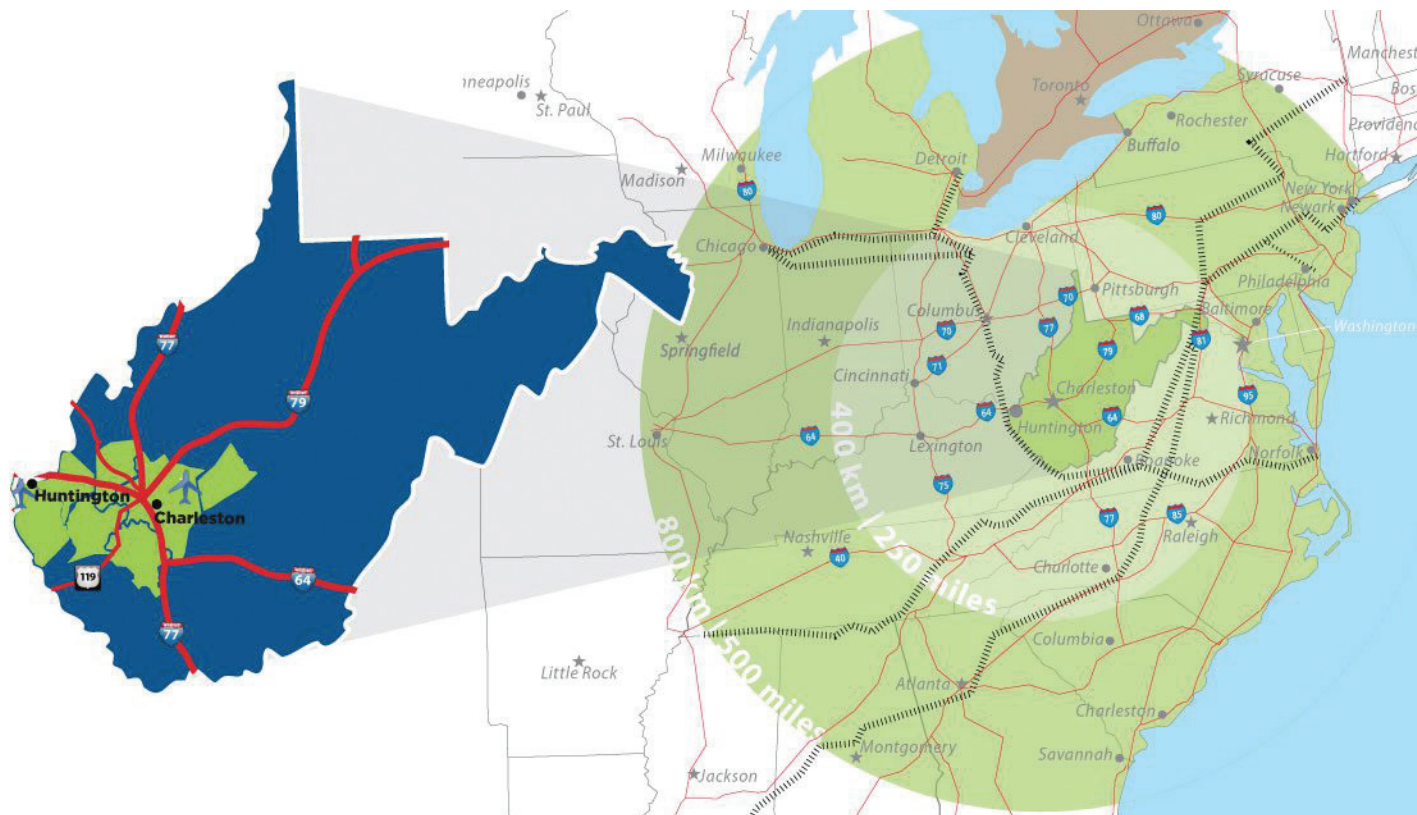 Ottawa
Manchest
Syracuse
Bos
neapolis
St. Paul
Toronto
Rochester
Providenc
Buffalo
Hartford
Milwaukee
Detroit
Madison
80
New York
Newark
80
Cleveland
Chicago
Philadelphia
Pittsburgh
70
Columbus
68
Baltimore
77
Indianapolis
70
Washington
77
Springfield
81
79
71
Cincinnati
79
Charleston
95
64
Huntington
64
Richmond
St. Louis
64
Lexington
Norfolk
Roanoke
75
Huntington
Charleston
400 km | 250 miles
77
85
Raleigh
Nashville
40
800 km | 500 miles
119
64
Churlotte
77
Columbia
Little Rock
Atlanta
Charleston
Montgomery
Savannah
Jackson